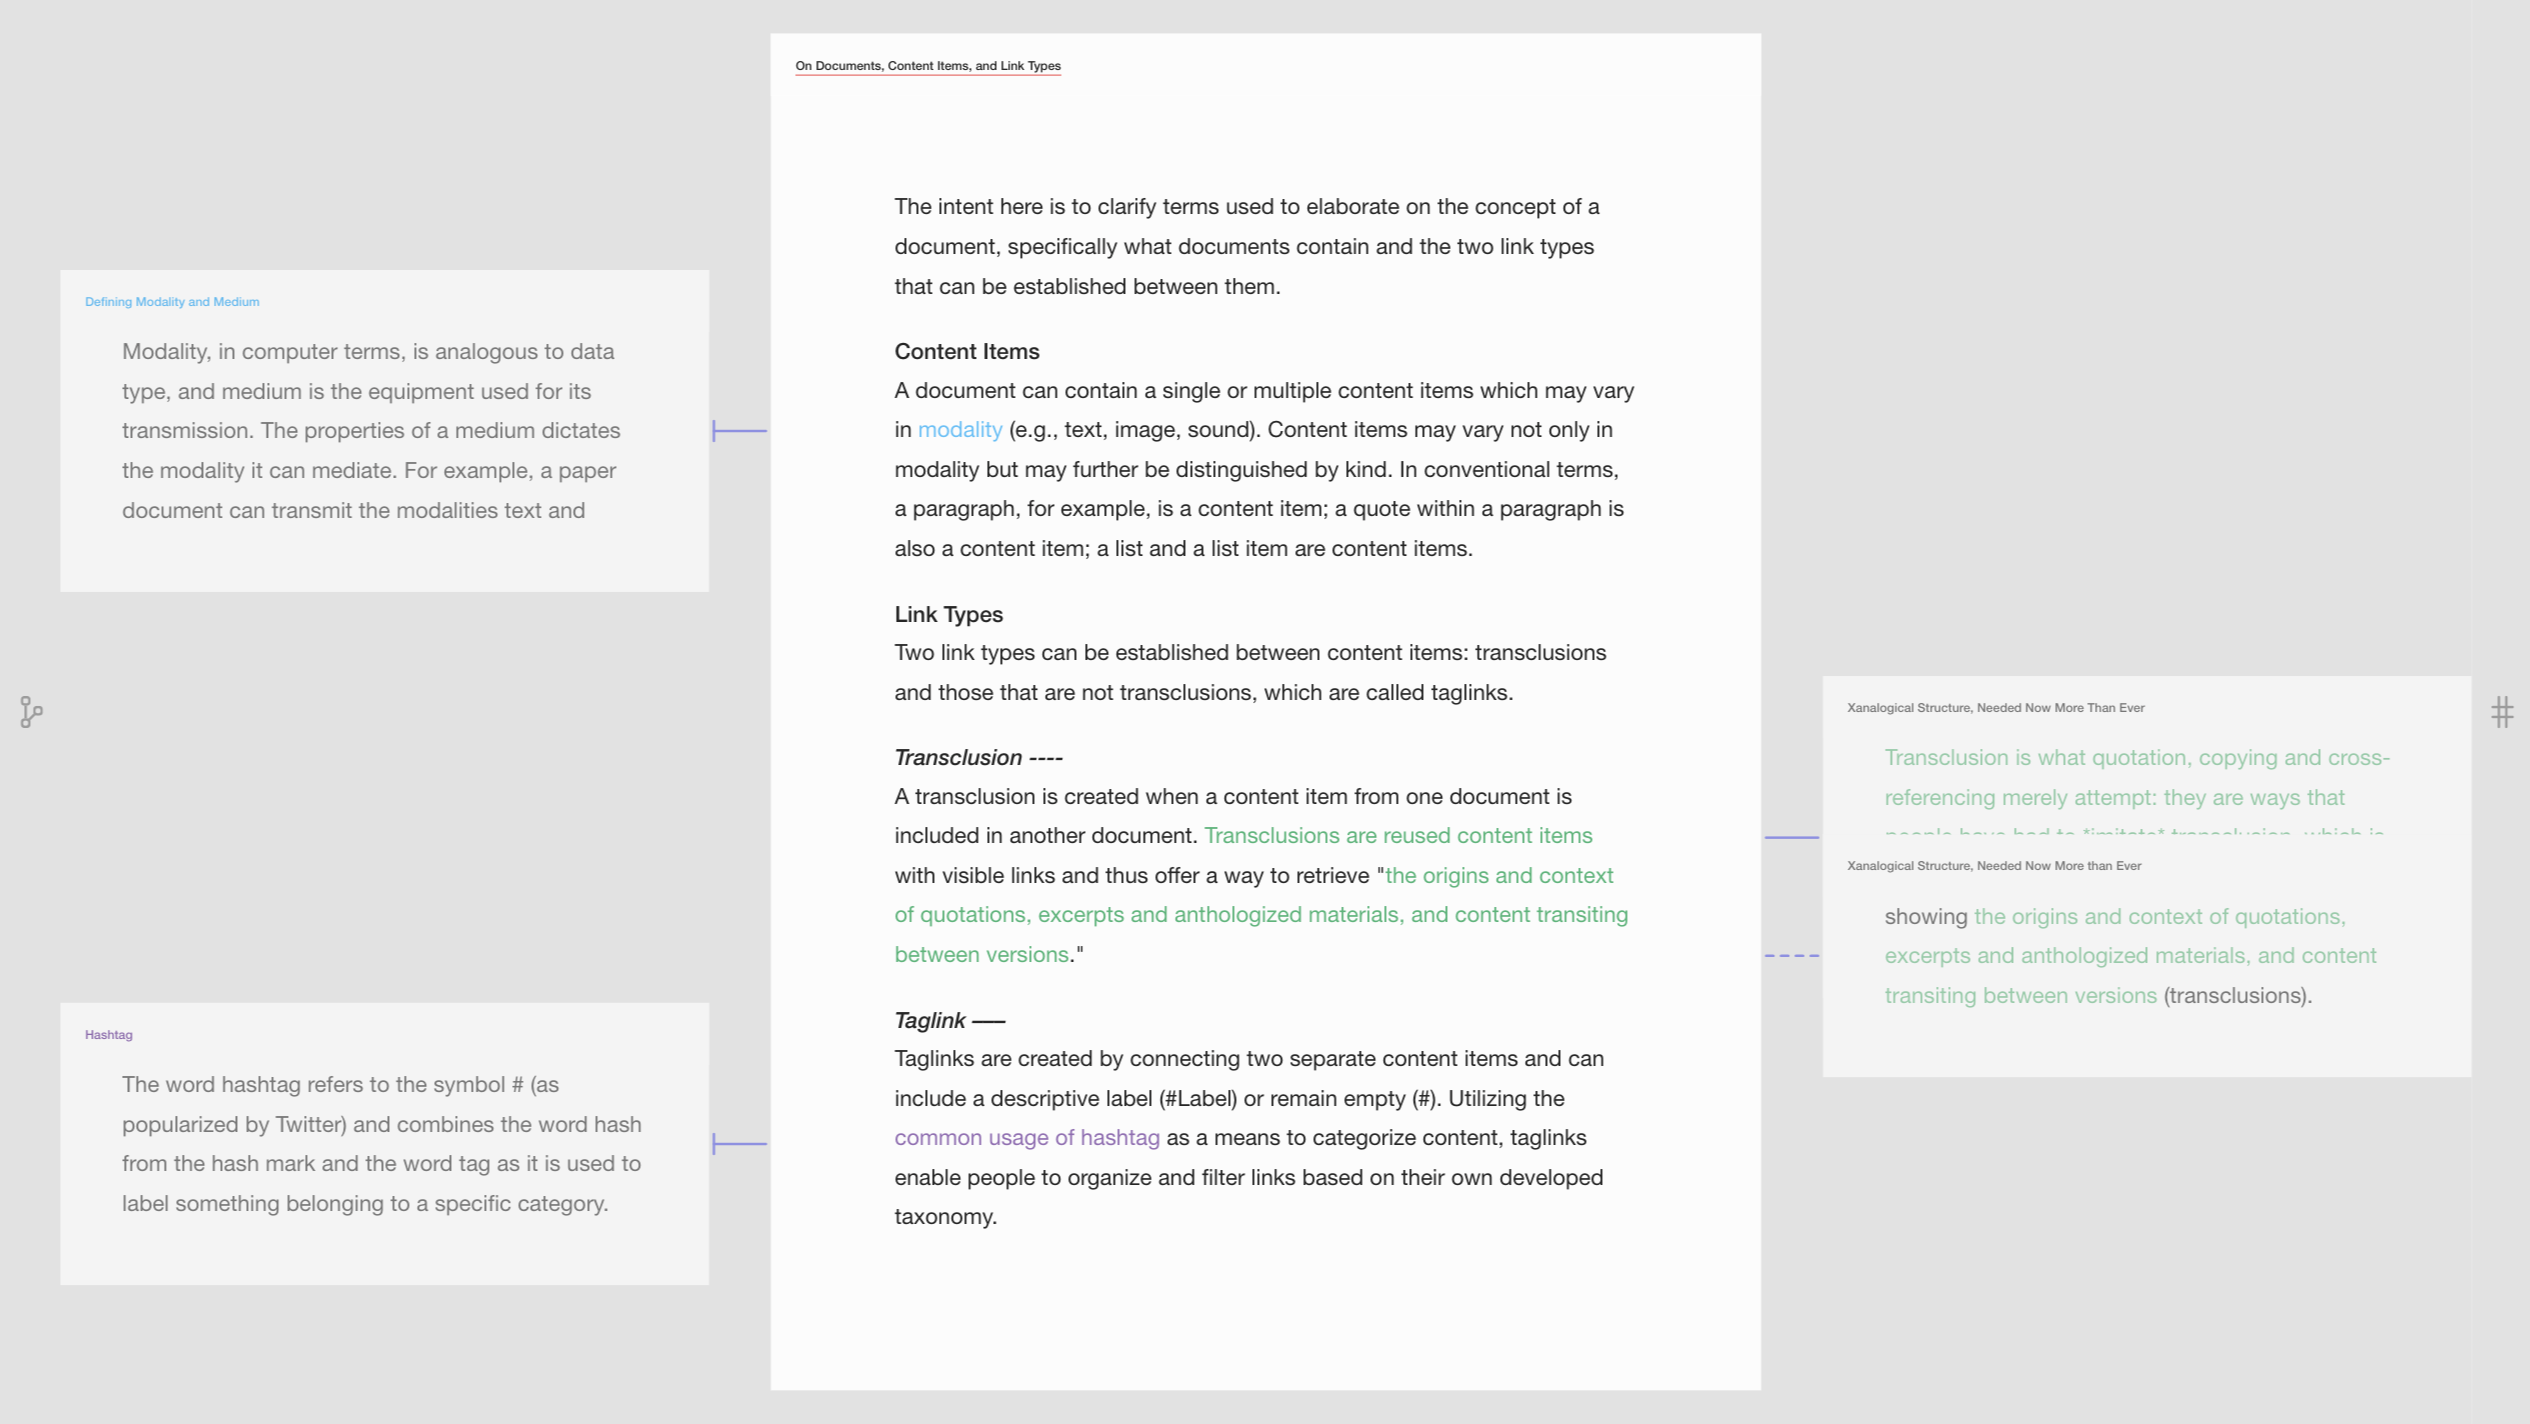 On Documents, Content Items, and Link Types
The intent here is to clarify terms used to elaborate on the concept of a
document, specifically what documents contain and the two link types
that can be established between them.
Content Items
A document can contain a single or multiple content items which may vary
in modality (e.g., text, image, sound). Content items may vary not only in
modality but may further be distinguished by kind. In conventional terms,
a paragraph, for example, is a content item; a quote within a paragraph is
also a content item; a list and a list item are content items.
Link Types
Two link types can be established between content items: transclusions
and those that are not transclusions, which are called taglinks.
Transclusion ----
A transclusion is created when a content item from one document is
included in another document. Transclusions are reused content items
with visible links and thus offer a way to retrieve "the origins and context
of quotations, excerpts and anthologized materials, and content transiting
between versions."
Taglink ——
Taglinks are created by connecting two separate content items and can
include a descriptive label (#Label) or remain empty (#). Utilizing the
common usage of hashtag as a means to categorize content, taglinks
enable people to organize and filter links based on their own developed
taxonomy.
Defining Modality and Medium
Modality, in computer terms, is analogous to data
type, and medium is the equipment used for its
transmission. The properties of a medium dictates
the modality it can mediate. For example, a paper
document can transmit the modalities text and
Hashtag
The word hashtag refers to the symbol # (as
popularized by Twitter) and combines the word hash
from the hash mark and the word tag as it is used to
label something belonging to a specific category.
Xanalogical Structure, Needed Now More Than Ever
Transclusion is what quotation, copying and cross-
referencing merely attempt: they are ways that
people have had to *imitate* transclusion, which is
Xanalogical Structure, Needed Now More than Ever
showing the origins and context of quotations,
excerpts and anthologized materials, and content
transiting between versions (transclusions).
#